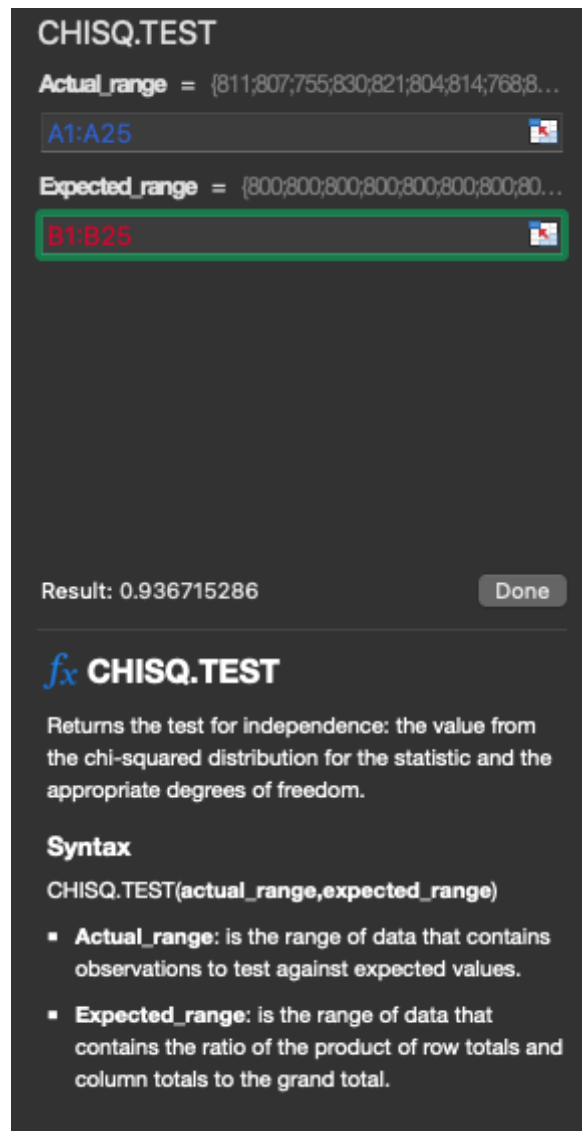 CHISQ.TEST
Actual_range = {811;807;755;830;821;804;814;768;8...
A1:A25
Expected_range = {800;800;800;800;800;800;800;80...
B1:B25
Result: 0.936715286
Done
fx CHISQ.TEST
Returns the test for independence: the value from
the chi-squared distribution for the statistic and the
appropriate degrees of freedom.
Syntax
CHISQ.TEST(actual_range,expected_range)
▪ Actual_range: is the range of data that contains
observations to test against expected values.
▪ Expected_range: is the range of data that
contains the ratio of the product of row totals and
column totals to the grand total.